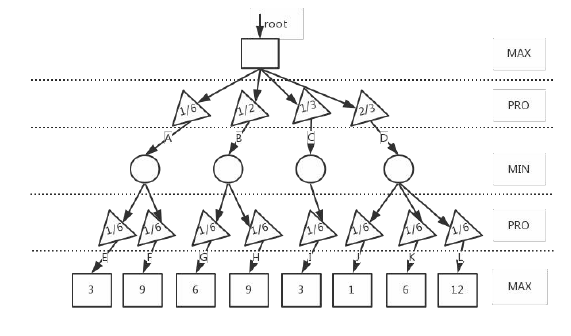 root
MAX
1/6 1/2 1/3 2/3 PRO
A B C D
MIN
1/6 1/6 1/6 1/6 1/6 1/6 1/6 1/6 PRO
E F G H I J K L
3 9 6 9 3 1 6 12 MAX